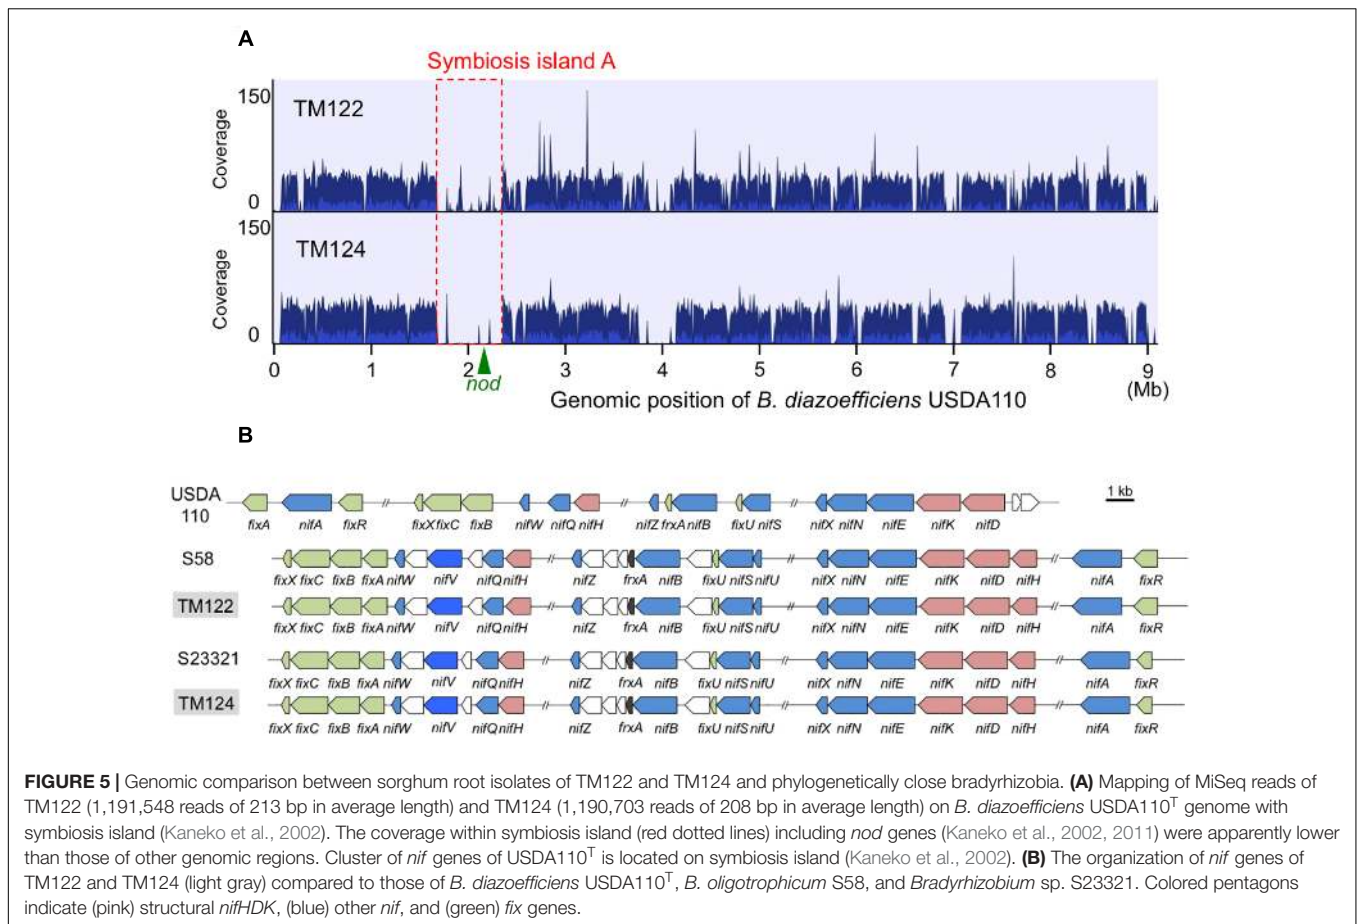 A
Symbiosis island A
150
TM122
Coverage
0
150
TM124
Coverage
0
0 1 2 3 4 5 6 7 8 9
nod
(Mb)
Genomic position of B. diazoefficiens USDA110
B
USDA
110
1 kb
fixA nifA fixR fixX fixC fixB nifW nifQ nifH nifZ frxA nifB fixU nifS nifX nifN nifE nifK nifD
S58
fixX fixC fixB fixA nifW nifV nifQ nifH nifZ frxA nifB fixU nifS nifU nifX nifN nifE nifK nifD nifH nifA fixR
TM122
fixX fixC fixB fixA nifW nifV nifQ nifH nifZ frxA nifB fixU nifS nifU nifX nifN nifE nifK nifD nifH nifA fixR
S23321
fixX fixC fixB fixA nifW nifV nifQ nifH nifZ frxA nifB fixU nifS nifU nifX nifN nifE nifK nifD nifH nifA fixR
TM124
fixX fixC fixB fixA nifW nifV nifQ nifH nifZ frxA nifB fixU nifS nifU nifX nifN nifE nifK nifD nifH nifA fixR
FIGURE 5 | Genomic comparison between sorghum root isolates of TM122 and TM124 and phylogenetically close bradyrhizobia. (A) Mapping of MiSeq reads of
TM122 (1,191,548 reads of 213 bp in average length) and TM124 (1,190,703 reads of 208 bp in average length) on B. diazoefficiens USDA110T genome with
symbiosis island (Kaneko et al., 2002). The coverage within symbiosis island (red dotted lines) including nod genes (Kaneko et al., 2002, 2011) were apparently lower
than those of other genomic regions. Cluster of nif genes of USDA110T is located on symbiosis island (Kaneko et al., 2002). (B) The organization of nif genes of
TM122 and TM124 (light gray) compared to those of B. diazoefficiens USDA110T, B. oligotrophicum S58, and Bradyrhizobium sp. S23321. Colored pentagons
indicate (pink) structural nifHDK, (blue) other nif, and (green) fix genes.